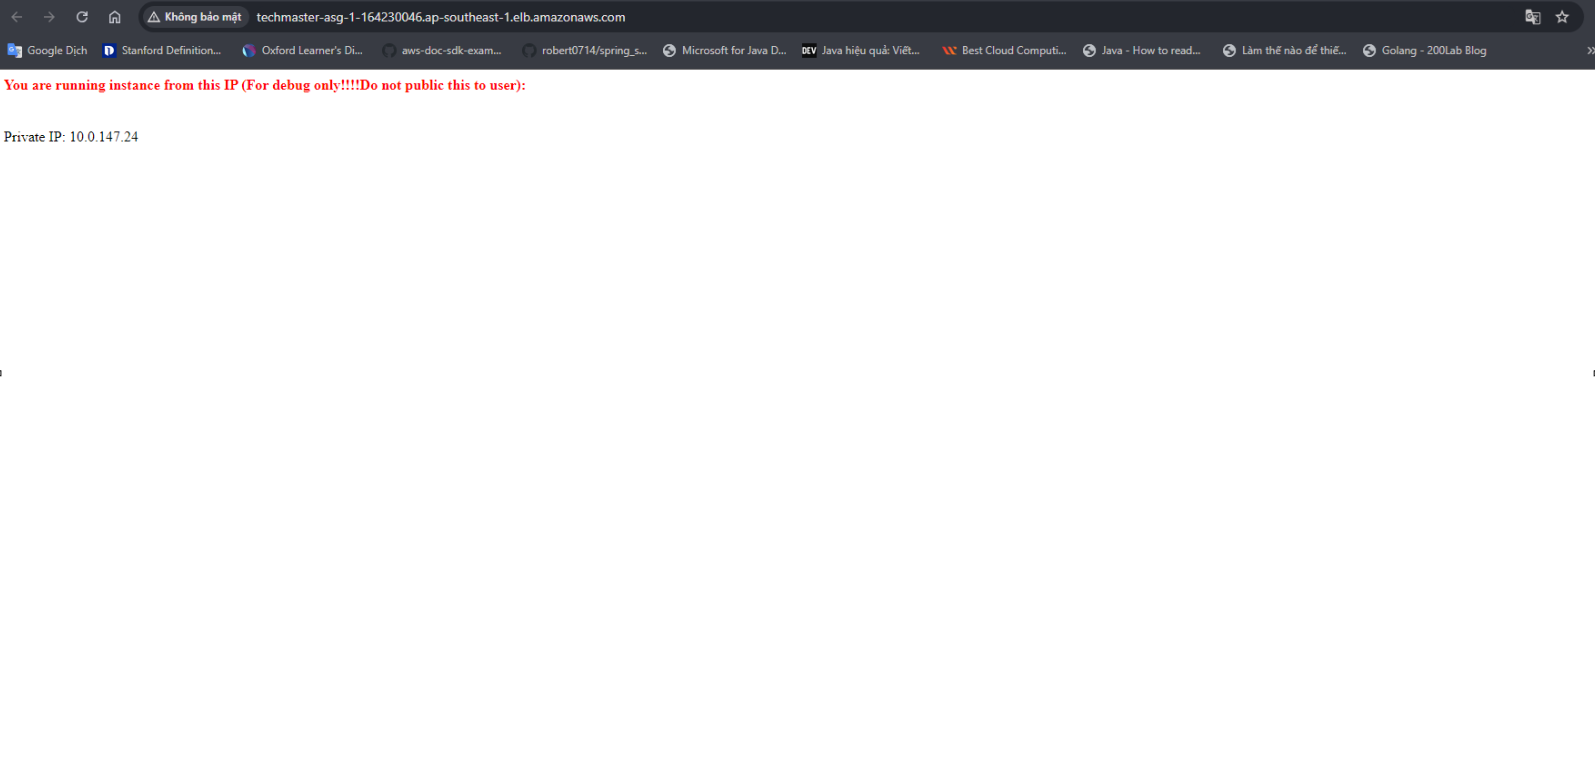 Không bảo mật techmaster-asg-1-164230046.ap-southeast-1.elb.amazonaws.com
Google Dịch Stanford Definition... Oxford Learner's Di... aws-doc-sdk-exam... robert0714/spring_s... Microsoft for Java D... DEV Java hiệu quả: Viết... Best Cloud Computi... Java - How to read... Làm thế nào để thiế... Golang - 200Lab Blog
You are running instance from this IP (For debug only!!!!Do not public this to user):
Private IP: 10.0.147.24